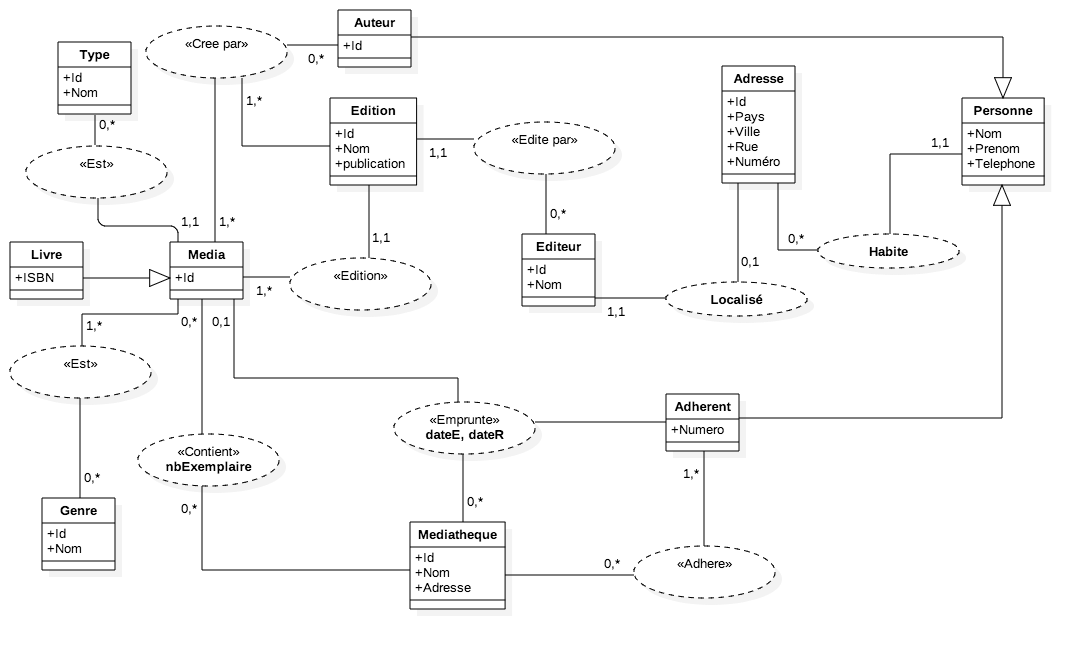 Auteur
+Id
«Cree par»
0,*
Type
+Id
+Nom
0,*
1,*
Edition
+Id
+Nom
+publication
1,1
«Edite par»
Adresse
+Id
+Pays
+Ville
+Rue
+Numéro
Personne
+Nom
+Prenom
+Telephone
1,1
«Est»
1,1
1,*
1,1
0,*
0,*
Habite
Livre
+ISBN
Media
+Id
1,*
«Edition»
Editeur
+Id
+Nom
1,1
0,1
Localisé
1,*
0,*
0,1
«Est»
0,*
«Contient»
nbExemplaire
0,*
«Emprunte»
dateE, dateR
0,*
Adherent
+Numero
1,*
Genre
+Id
+Nom
Mediatheque
+Id
+Nom
+Adresse
0,*
«Adhere»